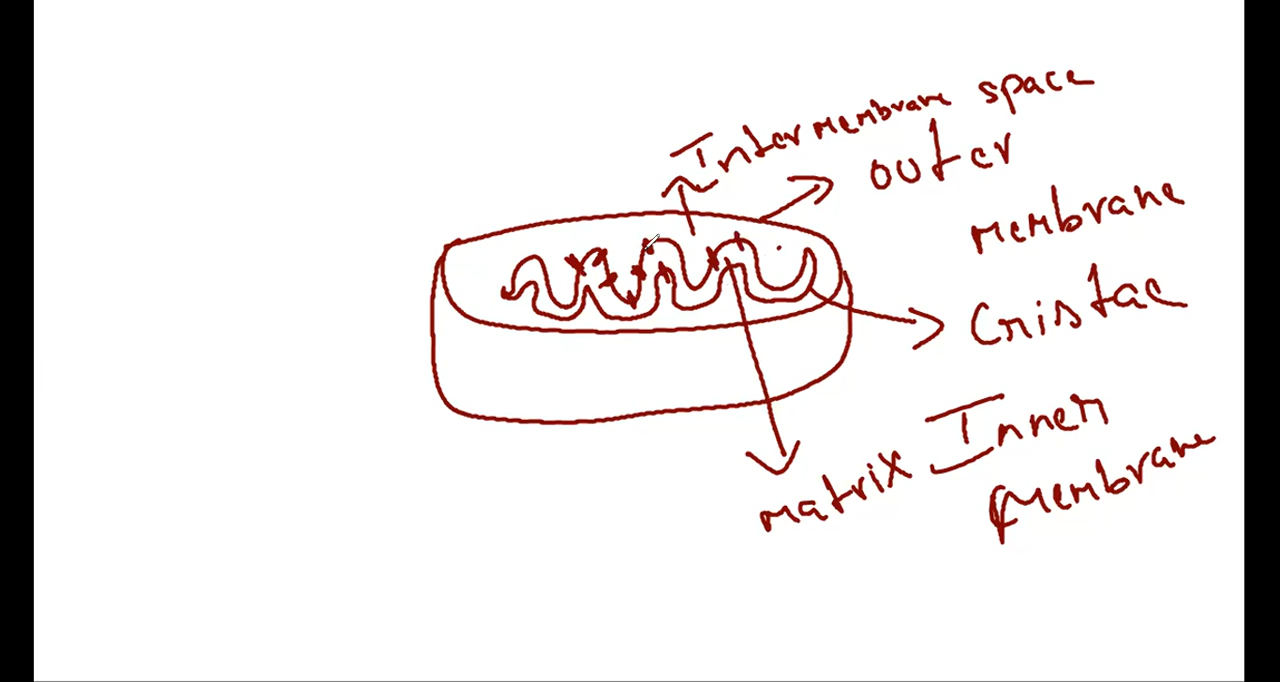 Intermembrane space
outer
membrane
Cristae
matrix Inner
membrane